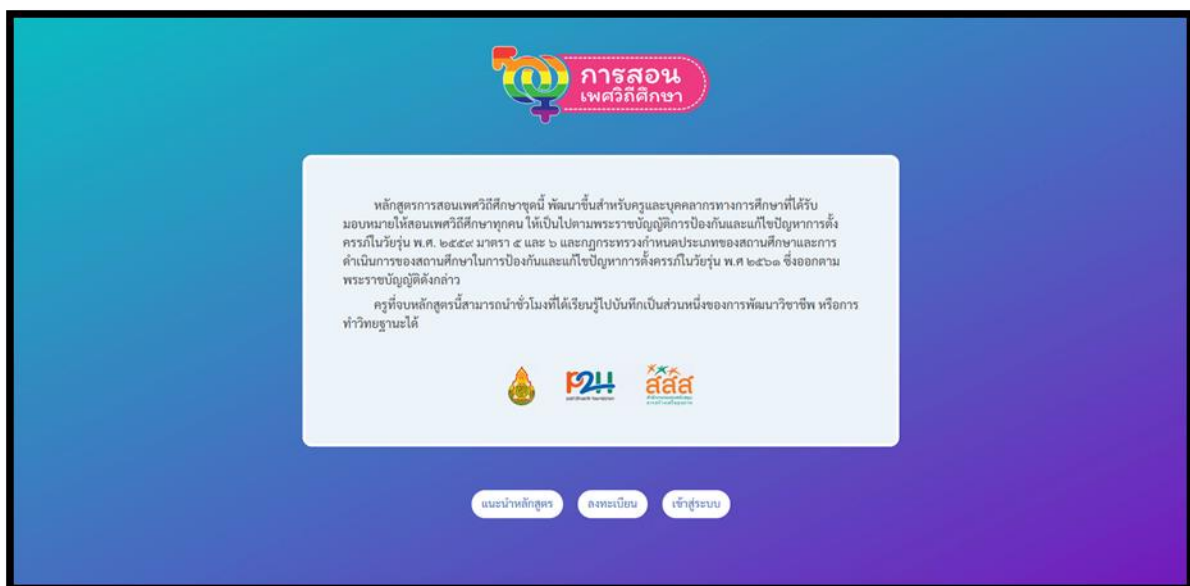 การสอน
เพศวิถีศึกษา
หลักสูตรการสอนเพศวิถีศึกษาชุดนี้ พัฒนาขึ้นสำหรับครูและบุคคลากรทางการศึกษาที่ได้รับ
มอบหมายให้สอนเพศวิถีศึกษาทุกคน ให้เป็นไปตามพระราชบัญญัติการป้องกันและแก้ไขปัญหาการตั้ง
ครรภ์ในวัยรุ่น พ.ศ. ๒๕๕๙ มาตรา ๕ และ ๖ และกฎกระทรวงกำหนดประเภทของสถานศึกษาและการ
ดำเนินการของสถานศึกษาในการป้องกันและแก้ไขปัญหาการตั้งครรภ์ในวัยรุ่น พ.ศ ๒๕๖๑ ซึ่งออกตาม
พระราชบัญญัติดังกล่าว
ครูที่จบหลักสูตรนี้สามารถนำชั่วโมงที่ได้เรียนรู้ไปบันทึกเป็นส่วนหนึ่งของการพัฒนาวิชาชีพ หรือการ
ทำวิทยฐานะได้
P2H
สสส
แนะนำหลักสูตร ลงทะเบียน เข้าสู่ระบบ